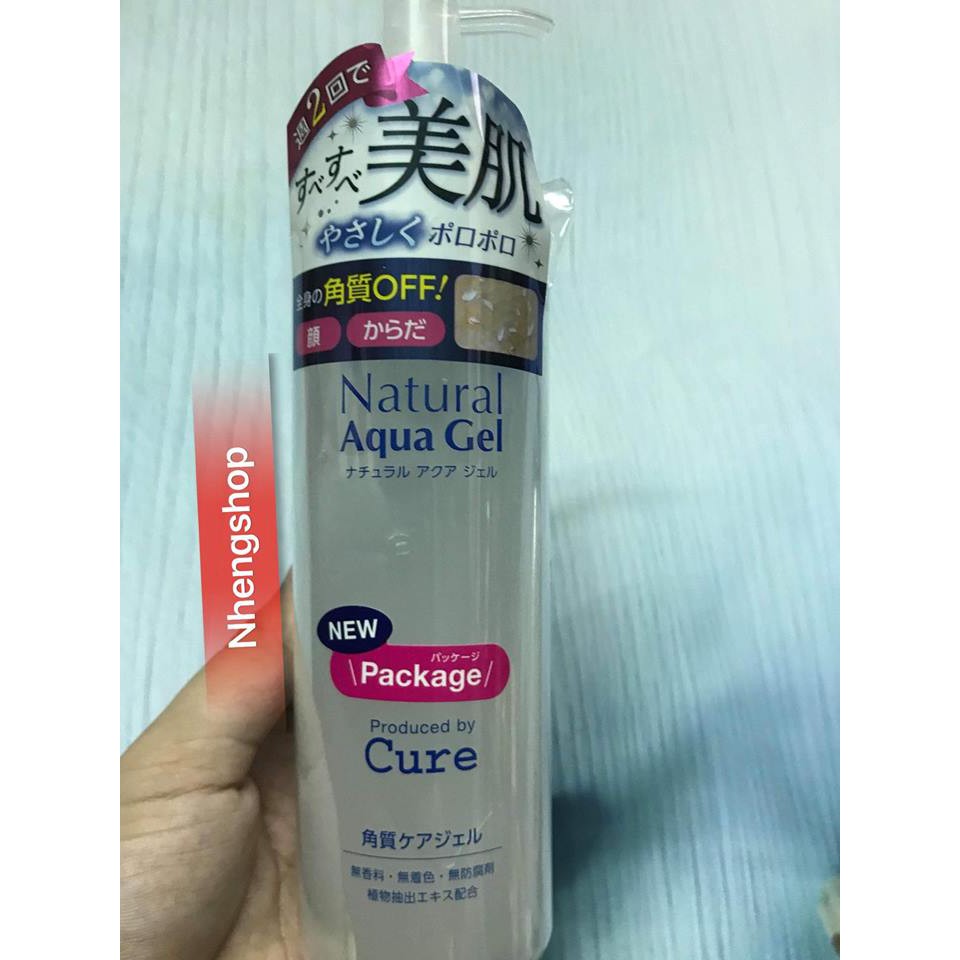 週2回で
すべすべ
美肌
やさしくポロポロ
全身の角質OFF!
顔 からだ
Natural
Aqua Gel
ナチュラル アクア ジェル
Nhengshop
NEW
パッケージ
\Package/
Produced by
Cure
角質ケアジェル
無香料・無着色・無防腐剤
植物抽出エキス配合